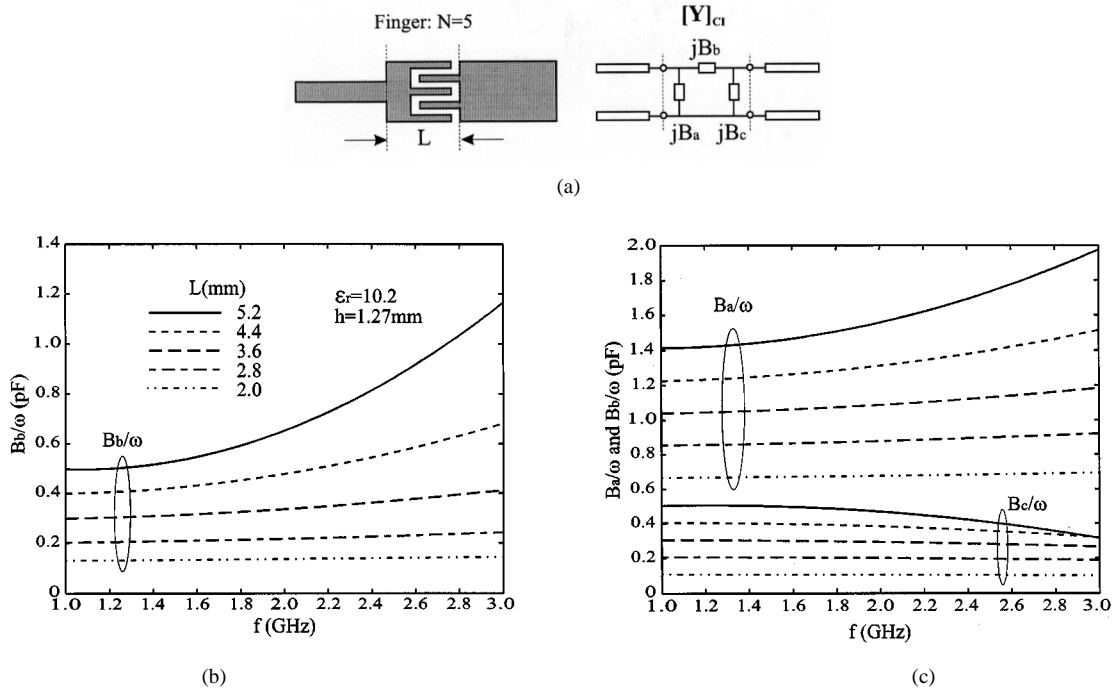 Finger: N=5
[Y]CI
jBb
L
jBa
jBc
(a)
1.4
1.2
1.0
0.8
0.6
0.4
0.2
0
Bb/ω (pF)
L(mm)
5.2
4.4
3.6
2.8
2.0
εr=10.2
h=1.27mm
Bb/ω
1.0 1.2 1.4 1.6 1.8 2.0 2.2 2.4 2.6 2.8 3.0
f (GHz)
(b)
2.0
1.8
1.6
1.4
1.2
1.0
0.8
0.6
0.4
0.2
0
Ba/ω and Bb/ω (pF)
Ba/ω
Bc/ω
1.0 1.2 1.4 1.6 1.8 2.0 2.2 2.4 2.6 2.8 3.0
f (GHz)
(c)